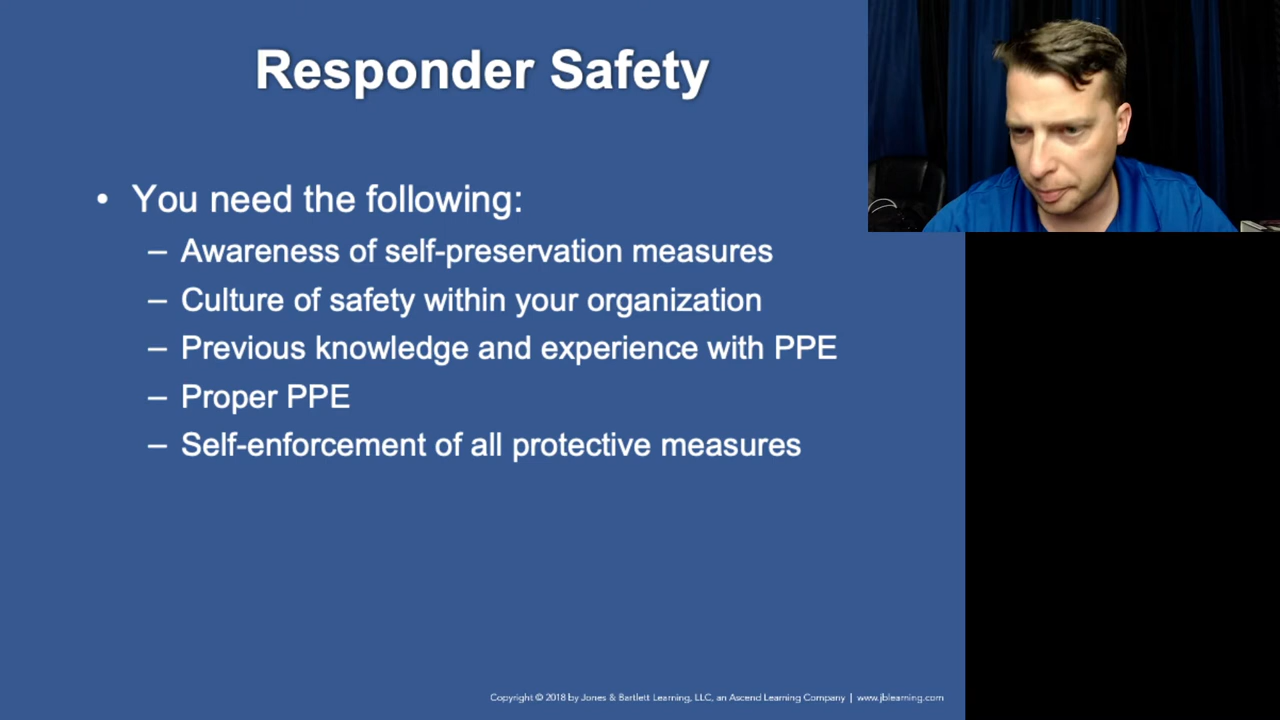 Responder Safety
• You need the following:
– Awareness of self-preservation measures
– Culture of safety within your organization
– Previous knowledge and experience with PPE
– Proper PPE
– Self-enforcement of all protective measures
Copyright © 2018 by Jones & Bartlett Learning, LLC, an Ascend Learning Company | www.jblearning.com